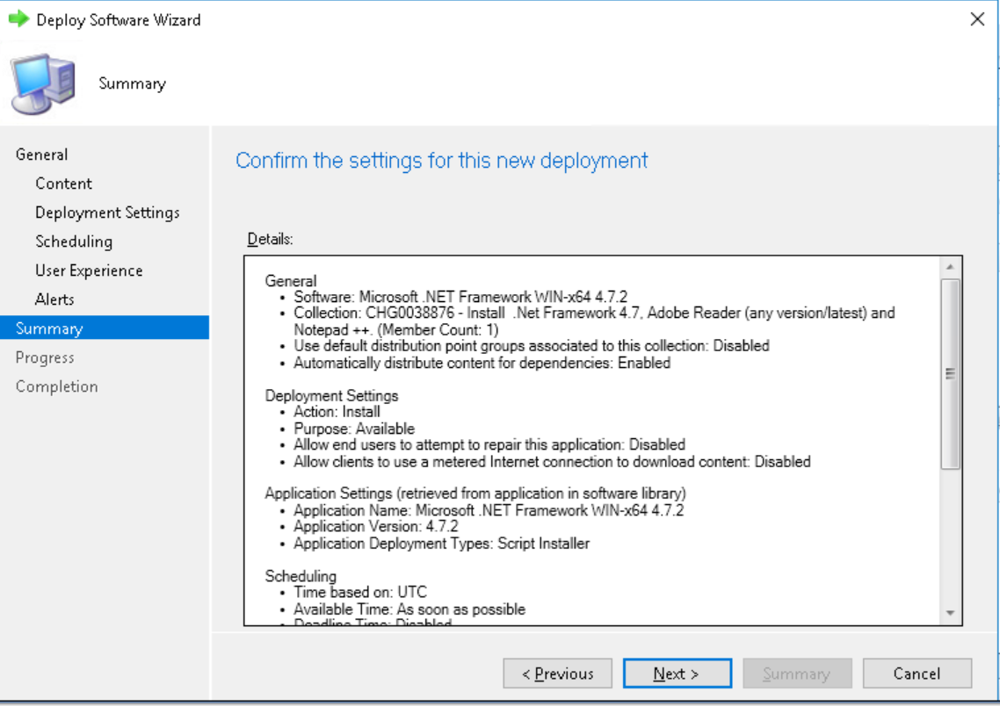 Deploy Software Wizard
Summary
General
Content
Deployment Settings
Scheduling
User Experience
Alerts
Summary
Progress
Completion
Confirm the settings for this new deployment
Details:
General
• Software: Microsoft .NET Framework WIN-x64 4.7.2
• Collection: CHG0038876 - Install .Net Framework 4.7, Adobe Reader (any version/latest) and
Notepad ++. (Member Count: 1)
• Use default distribution point groups associated to this collection: Disabled
• Automatically distribute content for dependencies: Enabled
Deployment Settings
• Action: Install
• Purpose: Available
• Allow end users to attempt to repair this application: Disabled
• Allow clients to use a metered Internet connection to download content: Disabled
Application Settings (retrieved from application in software library)
• Application Name: Microsoft .NET Framework WIN-x64 4.7.2
• Application Version: 4.7.2
• Application Deployment Types: Script Installer
Scheduling
• Time based on: UTC
• Available Time: As soon as possible
• Deadline Time: Disabled
< Previous
Next >
Summary
Cancel